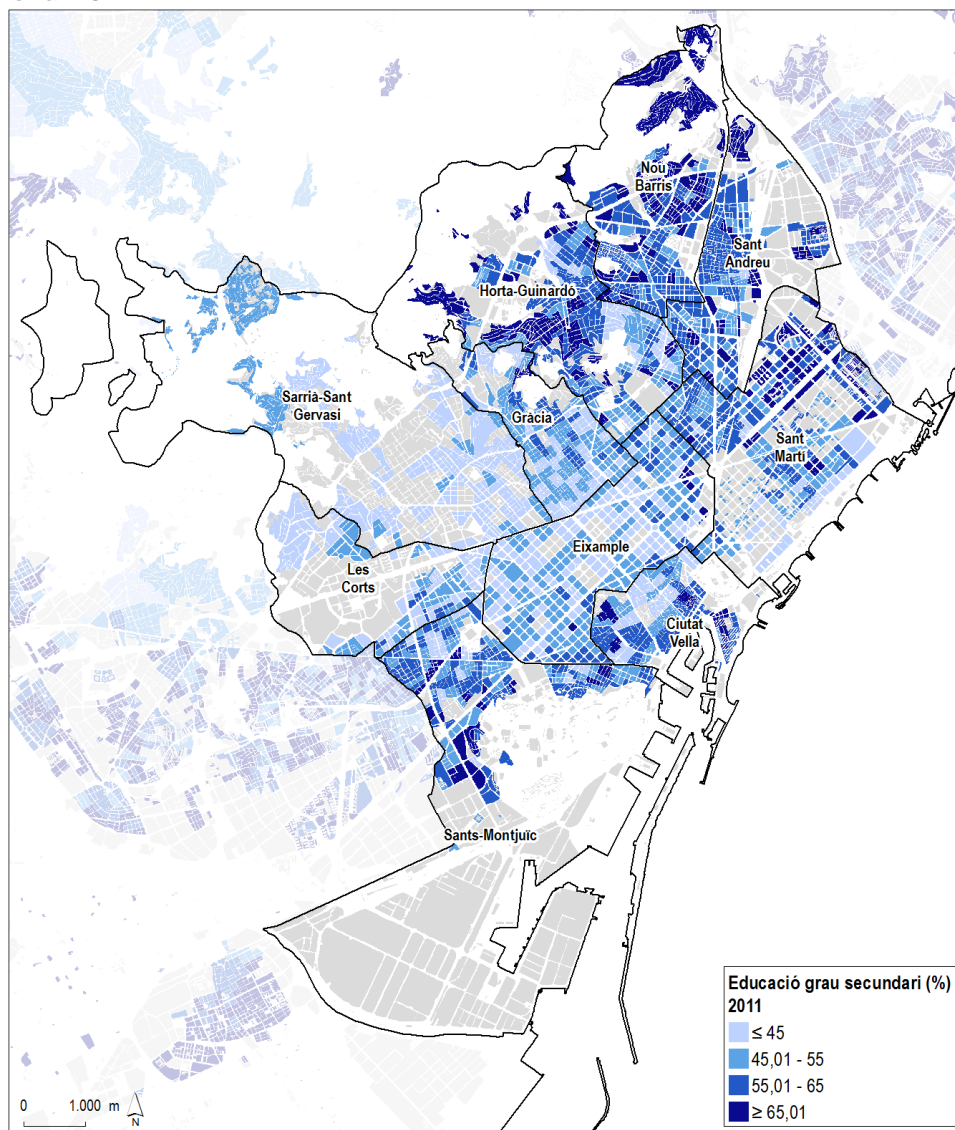 Nou
Barris
Sant
Andreu
Horta-Guinardó
Sarrià-Sant
Gervasi
Gràcia
Sant
Martí
Eixample
Les
Corts
Ciutat
Vella
Sants-Montjuïc
Educació grau secundari (%)
2011
≤ 45
45,01 - 55
55,01 - 65
≥ 65,01
0 1.000 m
N